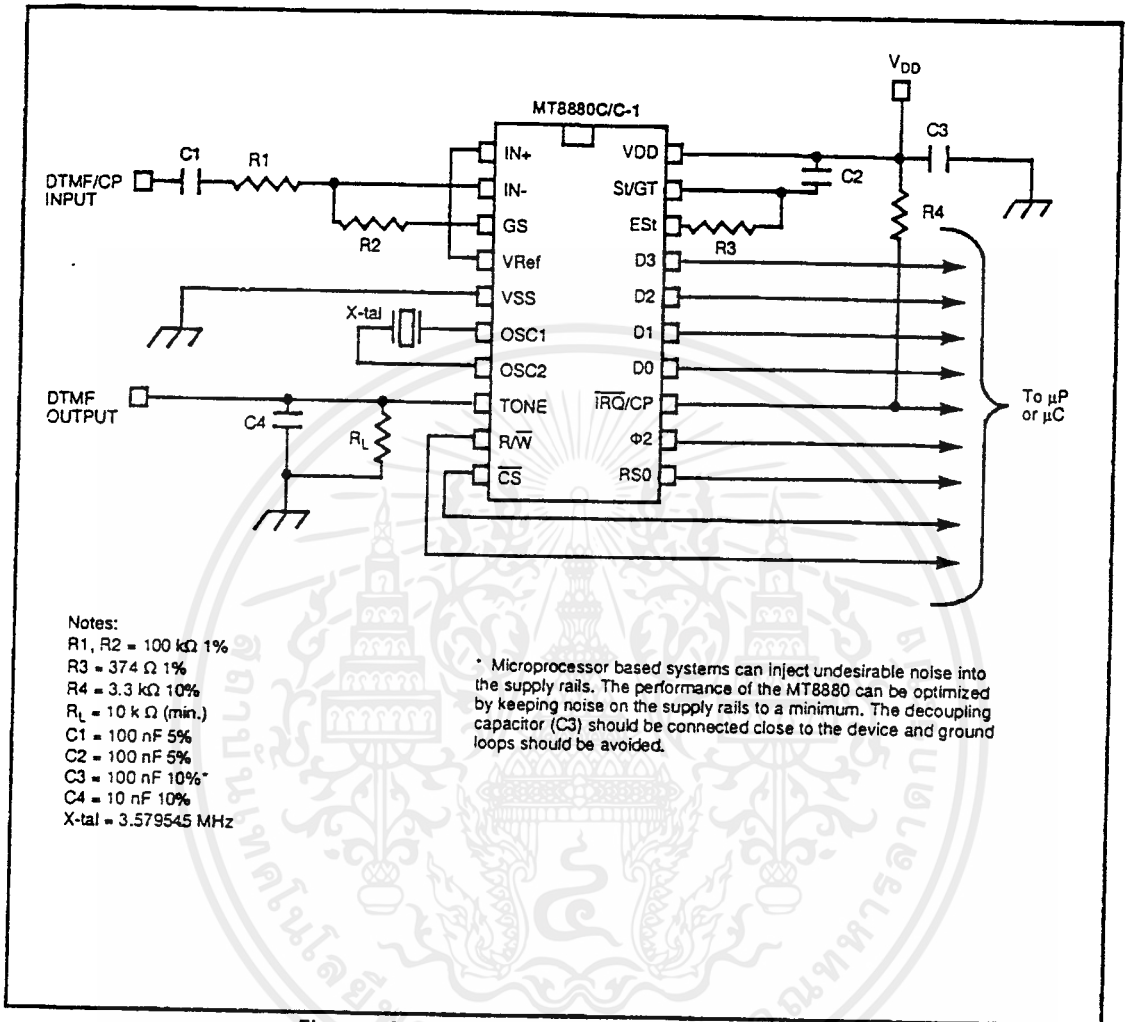 VDD
MT8880C/C-1
C3
C1
R1
DTMF/CP
INPUT
R2
IN+
IN-
GS
VRef
VSS
OSC1
OSC2
TONE
R/W̅
C̅S̅
VDD
St/GT
ESt
D3
D2
D1
D0
I̅R̅Q̅/CP
Φ2
RS0
C2
R3
R4
X-tal
DTMF
OUTPUT
C4
RL
To μP
or μC
Notes:
R1, R2 = 100 kΩ 1%
R3 = 374 Ω 1%
R4 = 3.3 kΩ 10%
RL = 10 k Ω (min.)
C1 = 100 nF 5%
C2 = 100 nF 5%
C3 = 100 nF 10%*
C4 = 10 nF 10%
X-tal = 3.579545 MHz
* Microprocessor based systems can inject undesirable noise into
the supply rails. The performance of the MT8880 can be optimized
by keeping noise on the supply rails to a minimum. The decoupling
capacitor (C3) should be connected close to the device and ground
loops should be avoided.